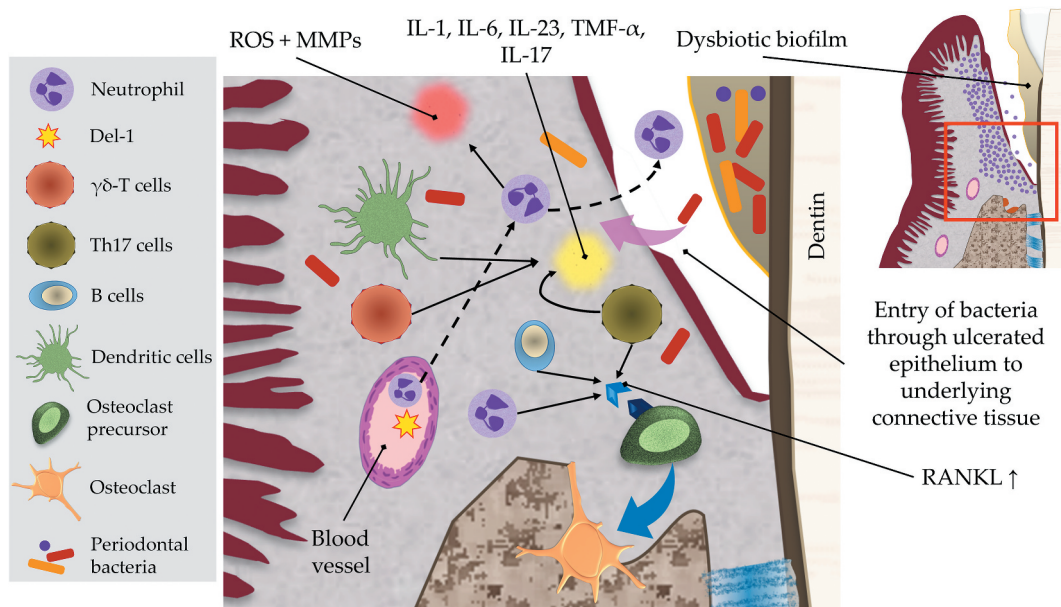 ROS + MMPs
IL-1, IL-6, IL-23, TMF-α,
IL-17
Dysbiotic biofilm
Neutrophil
Del-1
γδ-T cells
Th17 cells
B cells
Dendritic cells
Osteoclast
precursor
Osteoclast
Periodontal
bacteria
Blood
vessel
Dentin
Entry of bacteria
through ulcerated
epithelium to
underlying
connective tissue
RANKL ↑